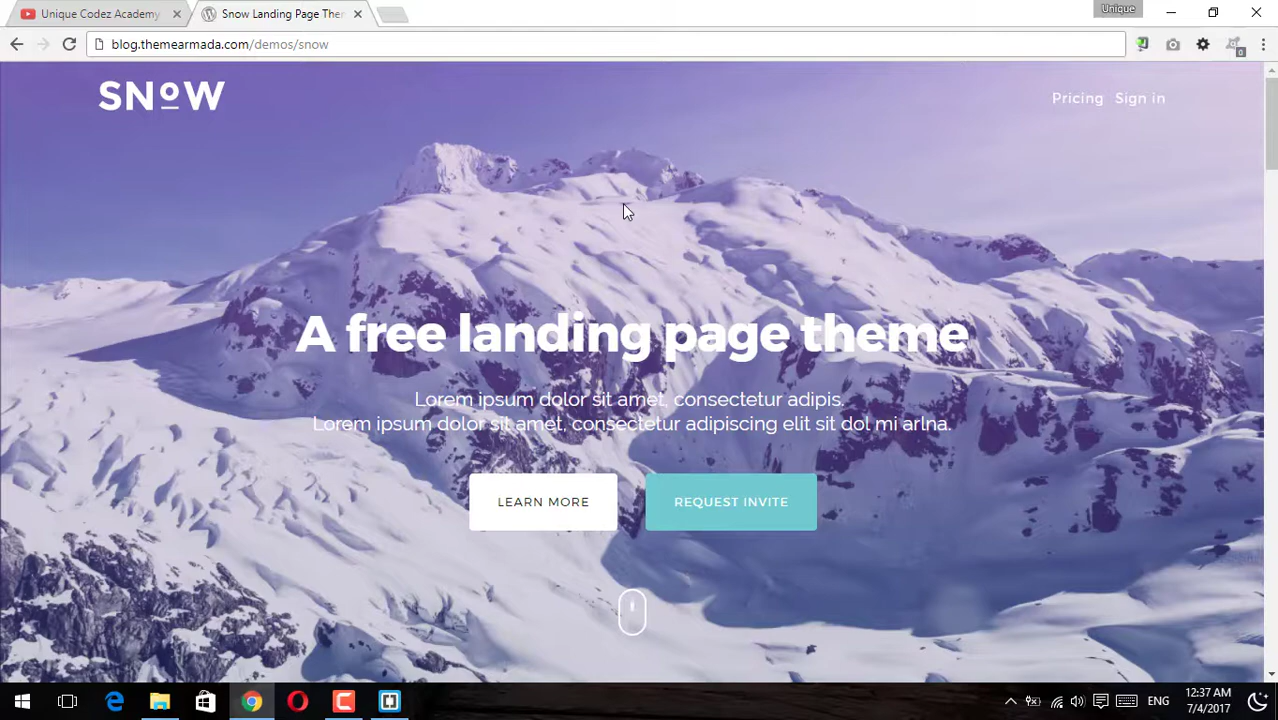 Unique Codez Academy
Snow Landing Page Them
Unique
blog.themearmada.com/demos/snow
SNoW
Pricing Sign in
A free landing page theme
Lorem ipsum dolor sit amet, consectetur adipis.
Lorem ipsum dolor sit amet, consectetur adipiscing elit sit dol mi arlna.
LEARN MORE
REQUEST INVITE
0
ENG
12:37 AM
7/4/2017